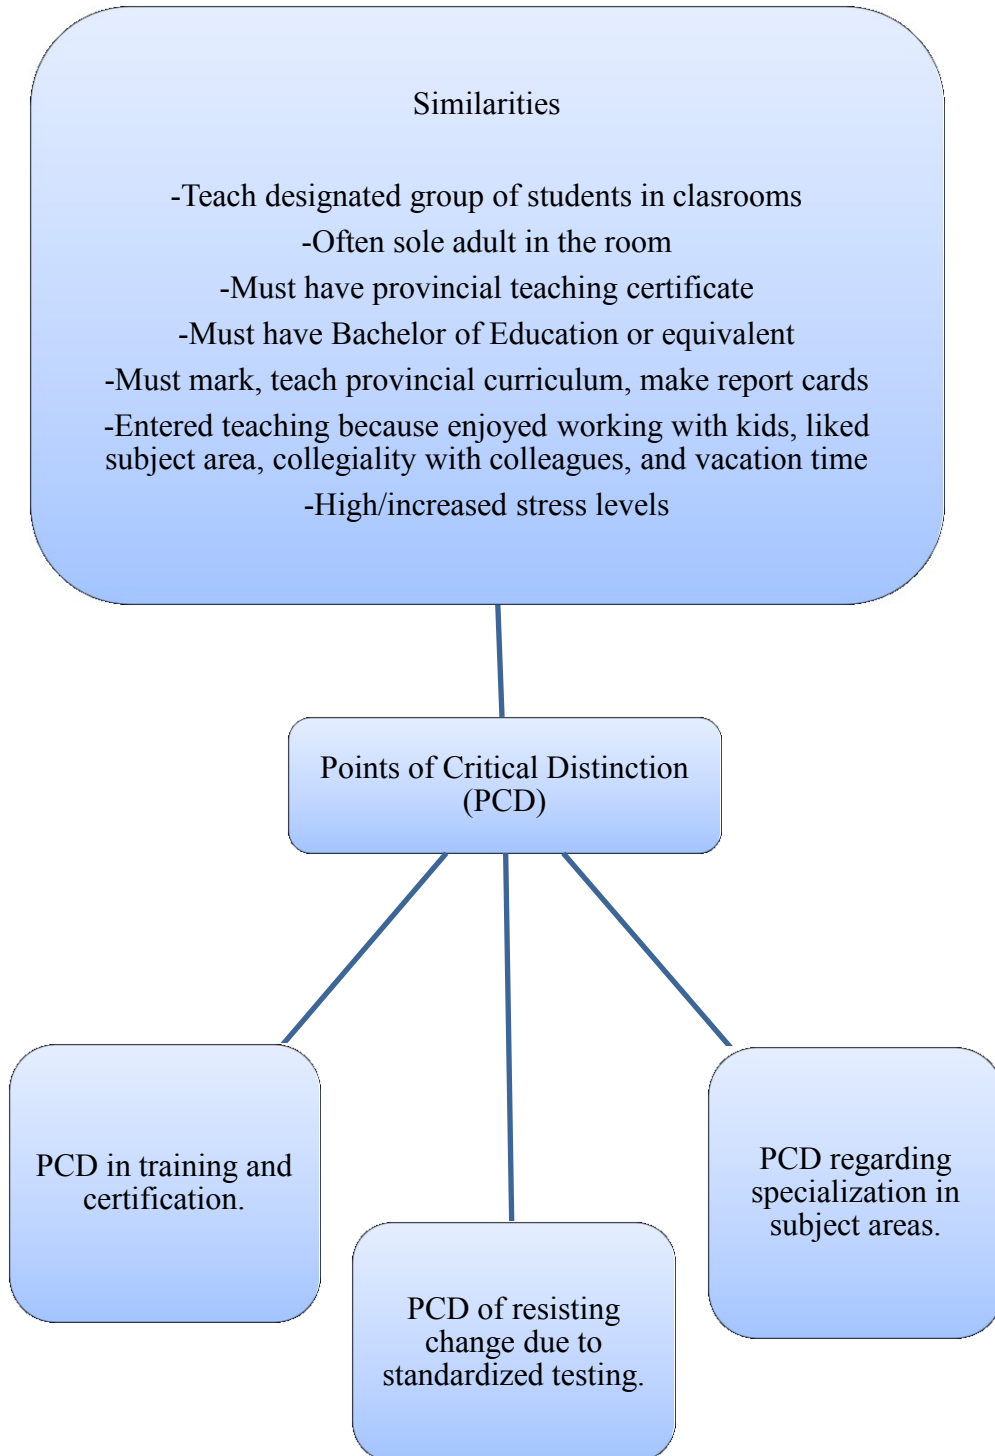 Similarities
-Teach designated group of students in clasrooms
-Often sole adult in the room
-Must have provincial teaching certificate
-Must have Bachelor of Education or equivalent
-Must mark, teach provincial curriculum, make report cards
-Entered teaching because enjoyed working with kids, liked
subject area, collegiality with colleagues, and vacation time
-High/increased stress levels
Points of Critical Distinction
(PCD)
PCD in training and
certification.
PCD of resisting
change due to
standardized testing.
PCD regarding
specialization in
subject areas.